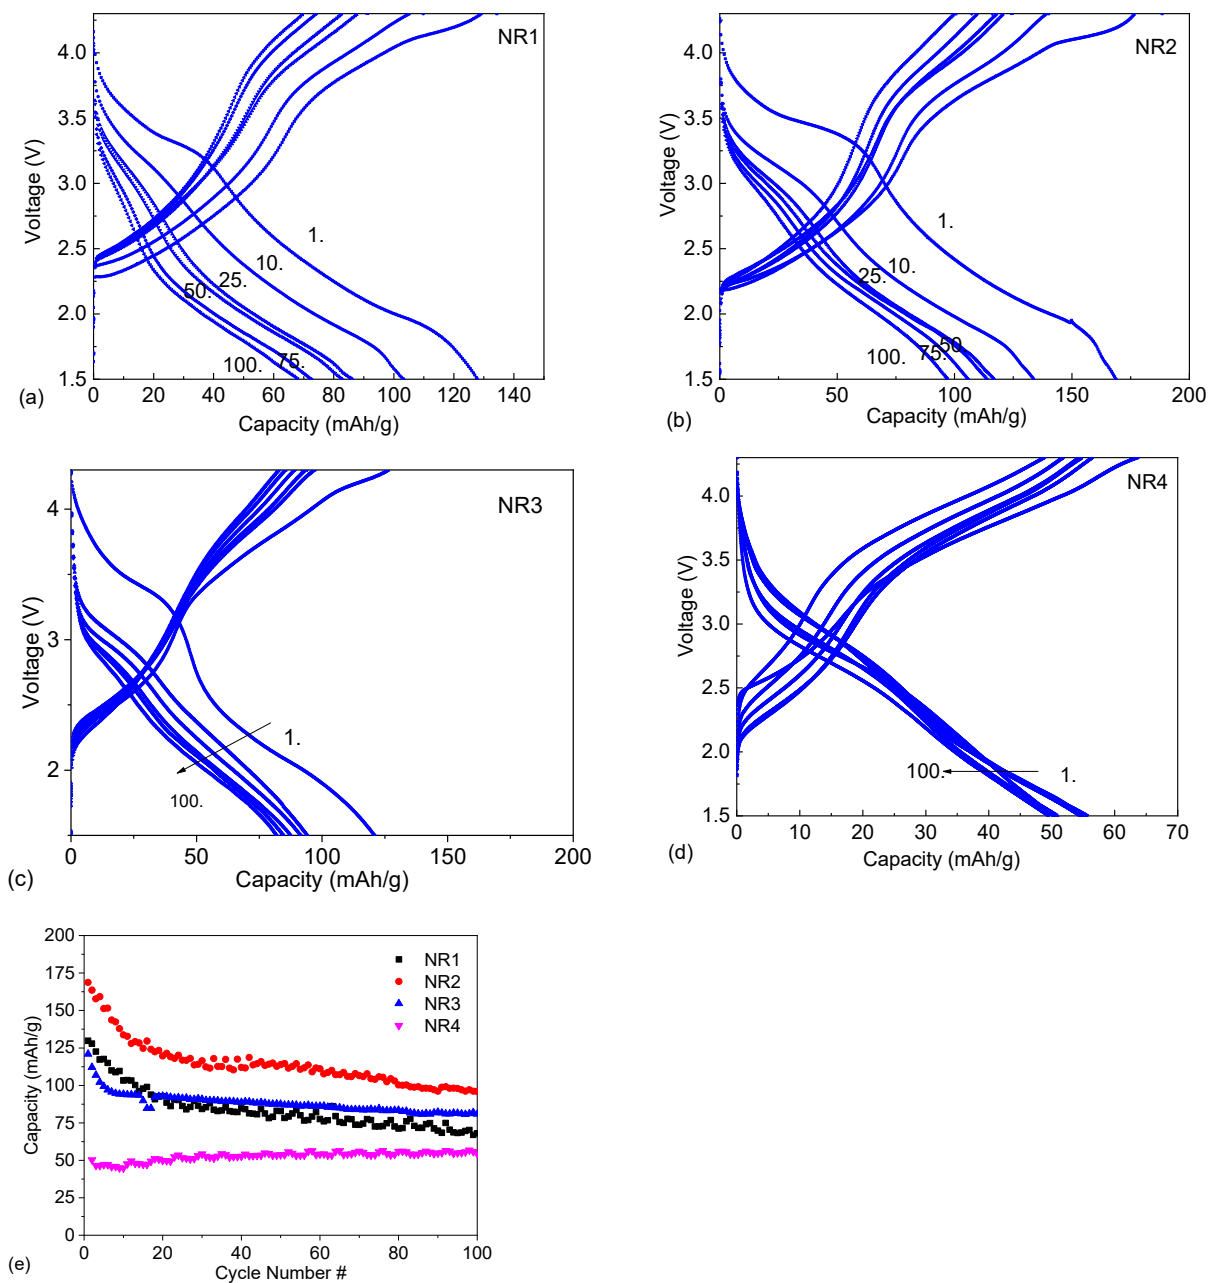 NR1
4.0
3.5
3.0
2.5
2.0
1.5
Voltage (V)
1.
10.
25.
50.
75.
100.
0 20 40 60 80 100 120 140
Capacity (mAh/g)
(a)
NR2
4.0
3.5
3.0
2.5
2.0
1.5
Voltage (V)
1.
10.
25.
50.
75.
100.
0 50 100 150 200
Capacity (mAh/g)
(b)
NR3
4
3
2
Voltage (V)
1.
100.
0 50 100 150 200
Capacity (mAh/g)
(c)
NR4
4.0
3.5
3.0
2.5
2.0
1.5
Voltage (V)
100.
1.
0 10 20 30 40 50 60 70
Capacity (mAh/g)
(d)
200
175
150
125
100
75
50
25
0
Capacity (mAh/g)
NR1
NR2
NR3
NR4
0 20 40 60 80 100
Cycle Number #
(e)